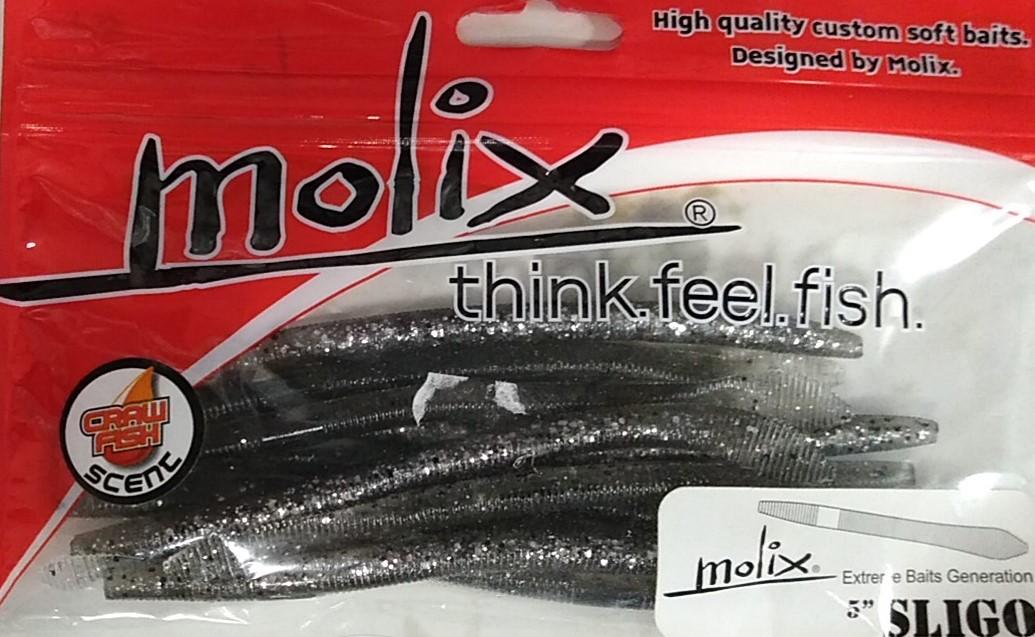 High quality custom soft baits.
Designed by Molix.
molix®
think.feel.fish.
CRAW
FISH
SCENT
molix®
Extreme Baits Generation
5" SLIGO